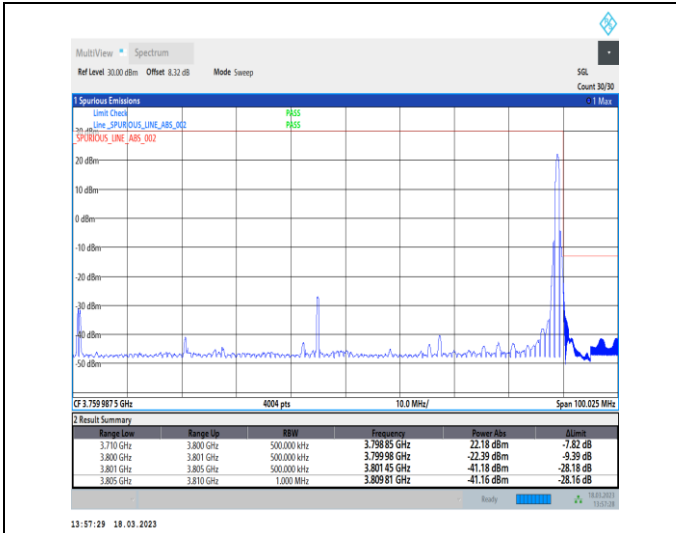 MultiView Spectrum
Ref Level 30.00 dBm Offset 8.32 dB Mode Sweep SGL
Count 30/30
1 Spurious Emissions 1 Max
Limit Check PASS
Line _SPURIOUS_LINE_ABS_002 PASS
_SPURIOUS_LINE_ABS_002
20 dBm
10 dBm
0 dBm
-10 dBm
-20 dBm
-30 dBm
-40 dBm
-50 dBm
CF 3.759 987 5 GHz 4004 pts 10.0 MHz/ Span 100.025 MHz
2 Result Summary
Range Low Range Up RBW Frequency Power Abs ΔLimit
3.710 GHz 3.800 GHz 500.000 kHz 3.798 85 GHz 22.18 dBm -7.82 dB
3.800 GHz 3.801 GHz 500.000 kHz 3.799 98 GHz -22.39 dBm -9.39 dB
3.801 GHz 3.805 GHz 500.000 kHz 3.801 45 GHz -41.18 dBm -28.18 dB
3.805 GHz 3.810 GHz 1.000 MHz 3.809 81 GHz -41.16 dBm -28.16 dB
Ready 18.03.2023
13:57:28
13:57:29 18.03.2023